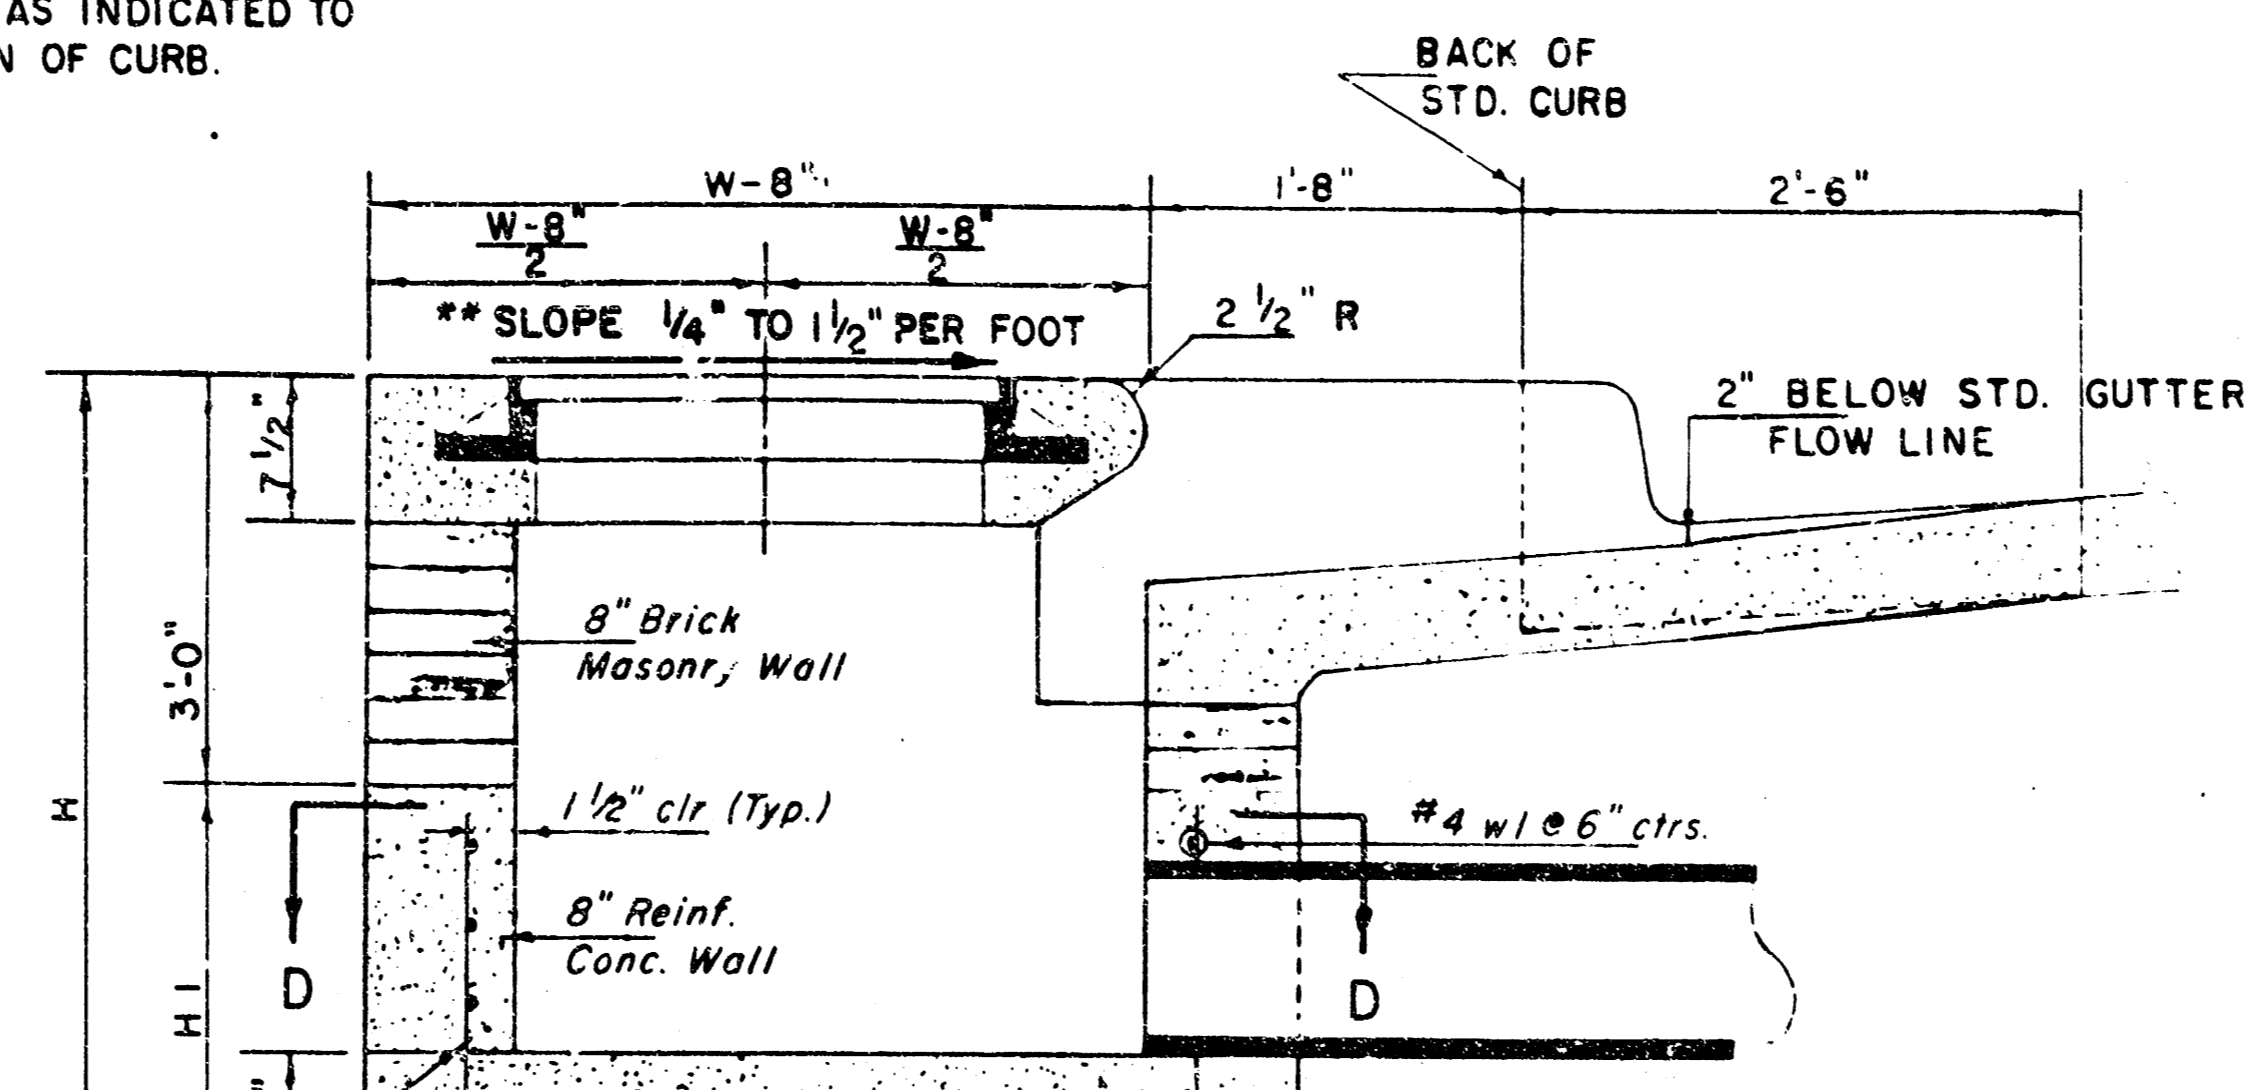 AS INDICATED TO
N OF CURB.
BACK OF
STD. CURB
W-8"
1'-8"
2'-6"
W-8"
2
W-8"
2
** SLOPE 1/4" TO 1 1/2" PER FOOT
2 1/2" R
7 1/2"
2" BELOW STD. GUTTER
FLOW LINE
8" Brick
Masonry Wall
3'-0"
H
1 1/2" clr (Typ.)
#4 w1 @ 6" ctrs.
8" Reinf.
Conc. Wall
D
D
H1